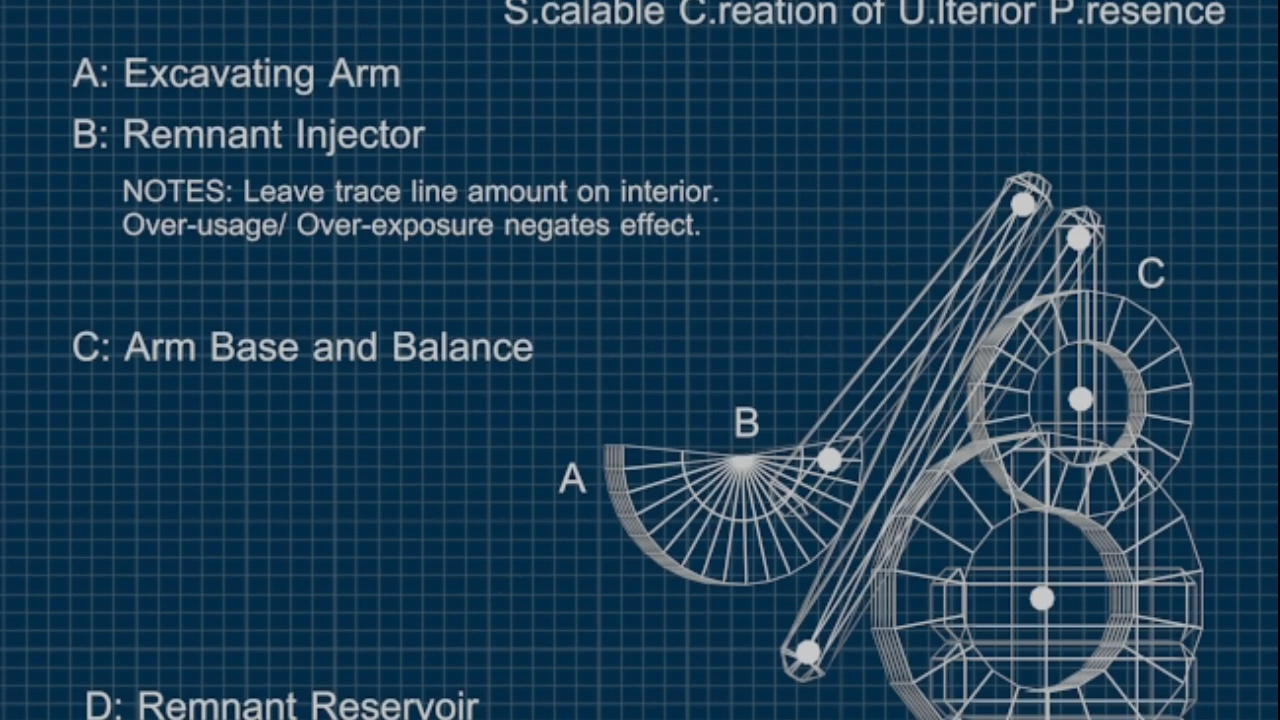 S.calable C.reation of U.lterior P.resence
A: Excavating Arm
B: Remnant Injector
NOTES: Leave trace line amount on interior.
Over-usage/ Over-exposure negates effect.
C
C: Arm Base and Balance
B
A
D: Remnant Reservoir